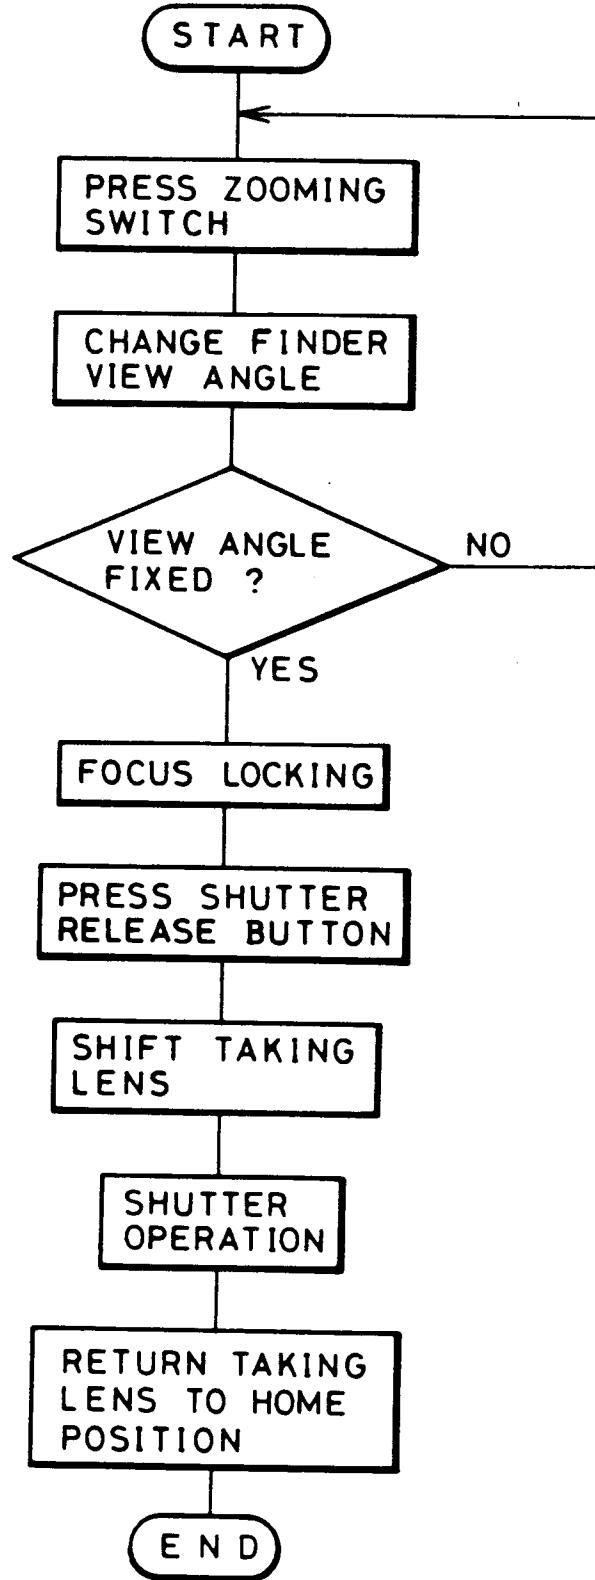 START
PRESS ZOOMING
SWITCH
CHANGE FINDER
VIEW ANGLE
VIEW ANGLE
FIXED ?
NO
YES
FOCUS LOCKING
PRESS SHUTTER
RELEASE BUTTON
SHIFT TAKING
LENS
SHUTTER
OPERATION
RETURN TAKING
LENS TO HOME
POSITION
END